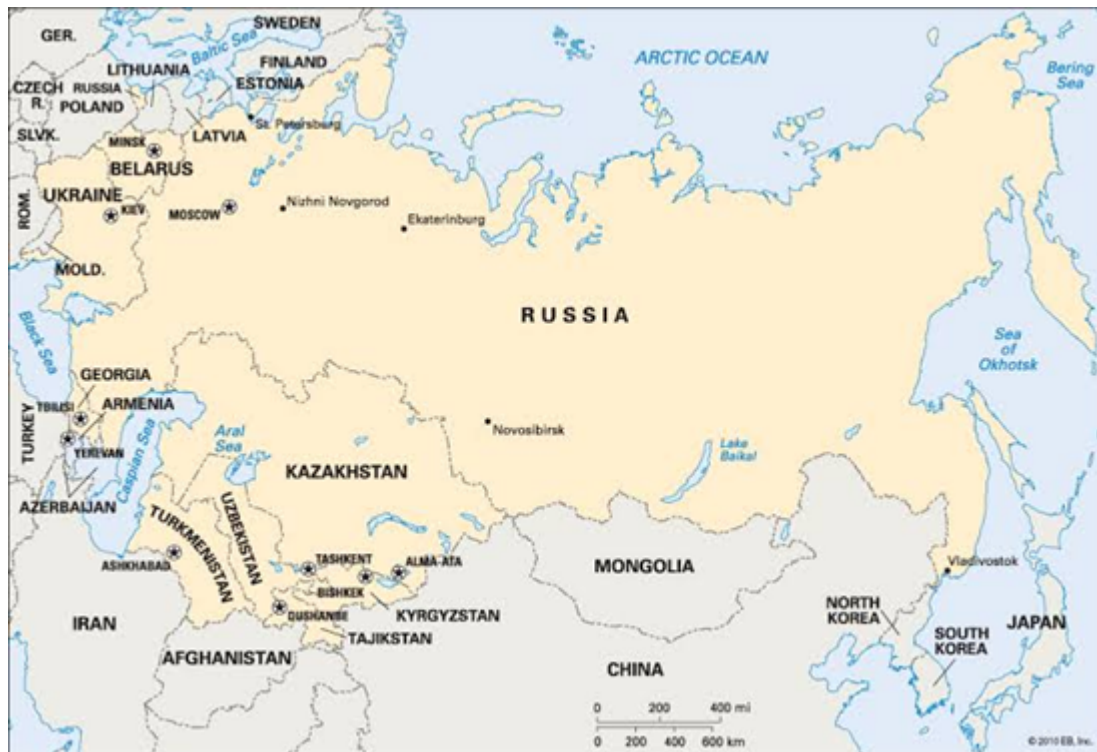 SWEDEN
GER.
Baltic Sea
ARCTIC OCEAN
FINLAND
Bering
Sea
LITHUANIA
CZECH
R.
RUSSIA
ESTONIA
POLAND
St. Petersburg
SLVK.
LATVIA
MINSK
BELARUS
UKRAINE
ROM.
KIEV
MOSCOW
Nizhni Novgorod
Ekaterinburg
MOLD.
RUSSIA
Black Sea
Sea
of
Okhotsk
GEORGIA
TBILISI
ARMENIA
TURKEY
YEREVAN
Caspian Sea
Aral
Sea
Novosibirsk
Lake
Baikal
KAZAKHSTAN
AZERBAIJAN
UZBEKISTAN
TURKMENISTAN
ASHKHABAD
TASHKENT
ALMA-ATA
BISHKEK
MONGOLIA
Vladivostok
DUSHANBE
KYRGYZSTAN
NORTH
KOREA
IRAN
TAJIKSTAN
SOUTH
KOREA
JAPAN
AFGHANISTAN
CHINA
0 200 400 mi
0 200 400 600 km
© 2010 EB, Inc.